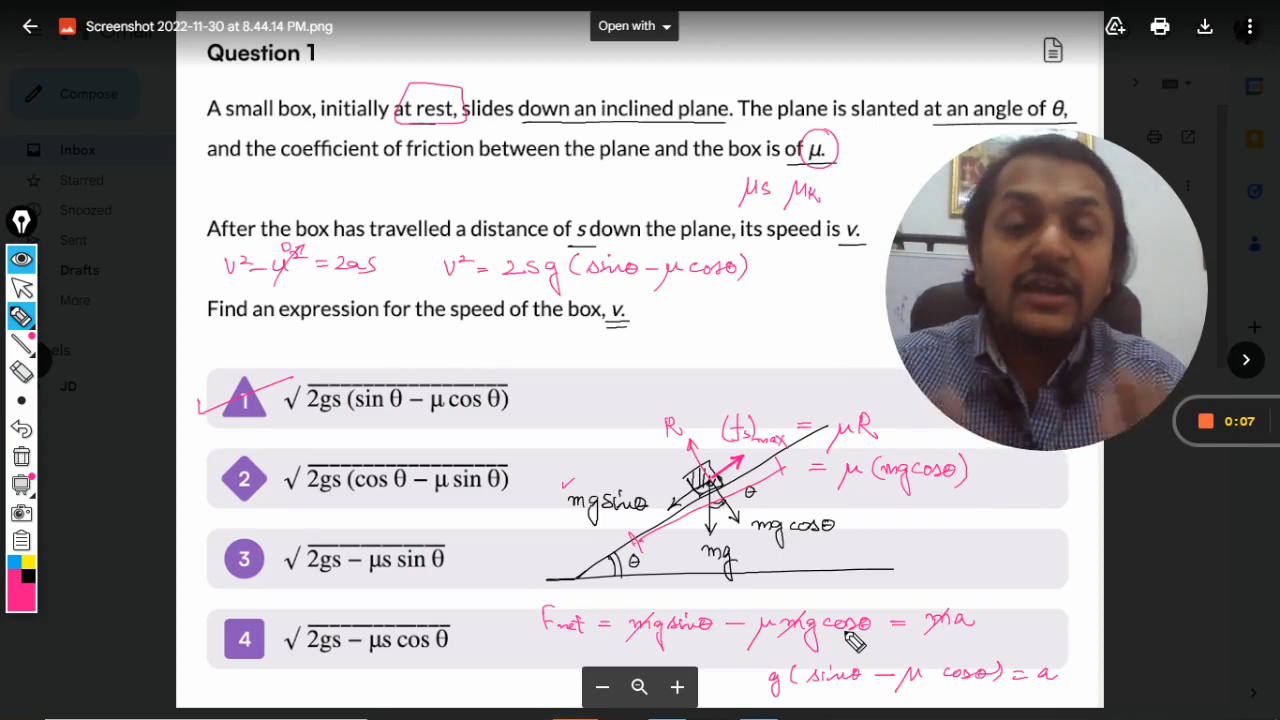 Screenshot 2022-11-30 at 8.44.14 PM.png
Open with
Compose
Inbox
Starred
Snoozed
Sent
Drafts
More
els
JD
Question 1
A small box, initially at rest, slides down an inclined plane. The plane is slanted at an angle of θ,
and the coefficient of friction between the plane and the box is of μ.
μs μk
After the box has travelled a distance of s down the plane, its speed is v.
v² - u² = 2as v² = 2sg (sinθ - μ cosθ)
Find an expression for the speed of the box, v.
1 √2gs (sin θ − μ cos θ)
R (fs)max = μR
2 √2gs (cos θ − μ sin θ)
= μ (mg cosθ)
θ
mg sinθ
mg cosθ
3 √2gs − μs sin θ
θ mg
4 √2gs − μs cos θ
Fnet = mg sinθ - μ mg cosθ = ma
g (sinθ - μ cosθ) = a
0:07